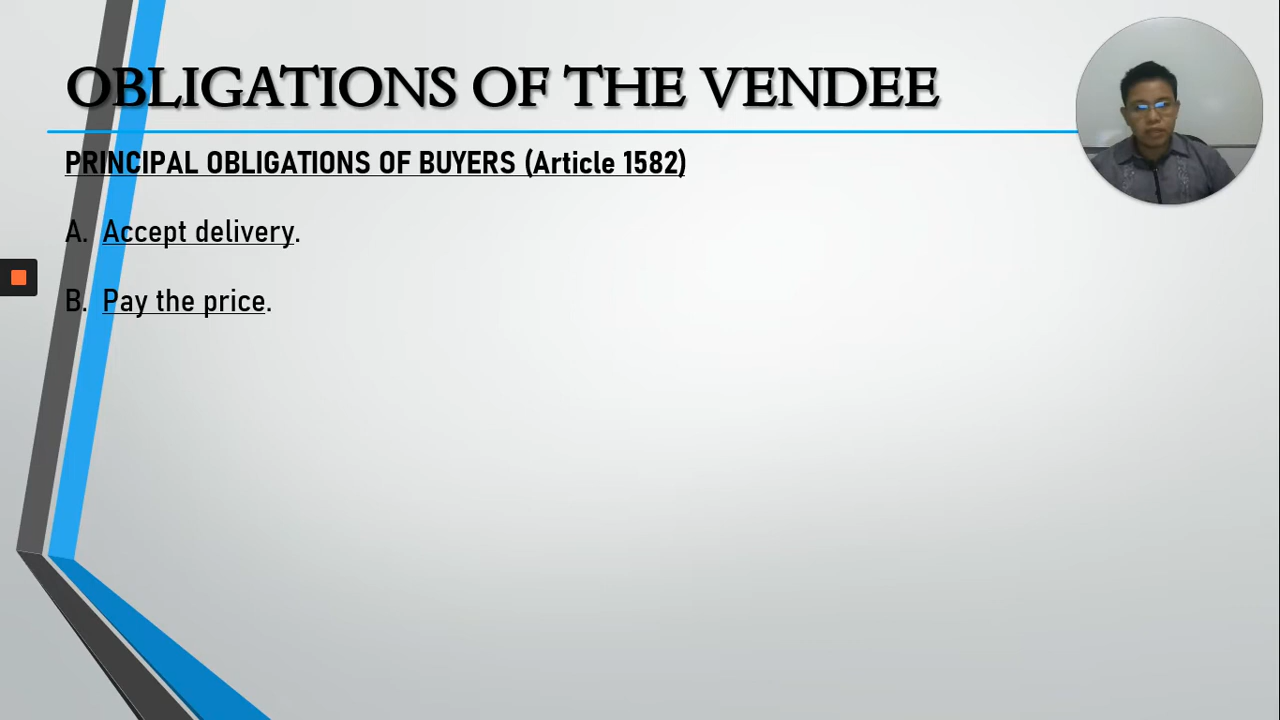 OBLIGATIONS OF THE VENDEE
PRINCIPAL OBLIGATIONS OF BUYERS (Article 1582)
A. Accept delivery.
B. Pay the price.